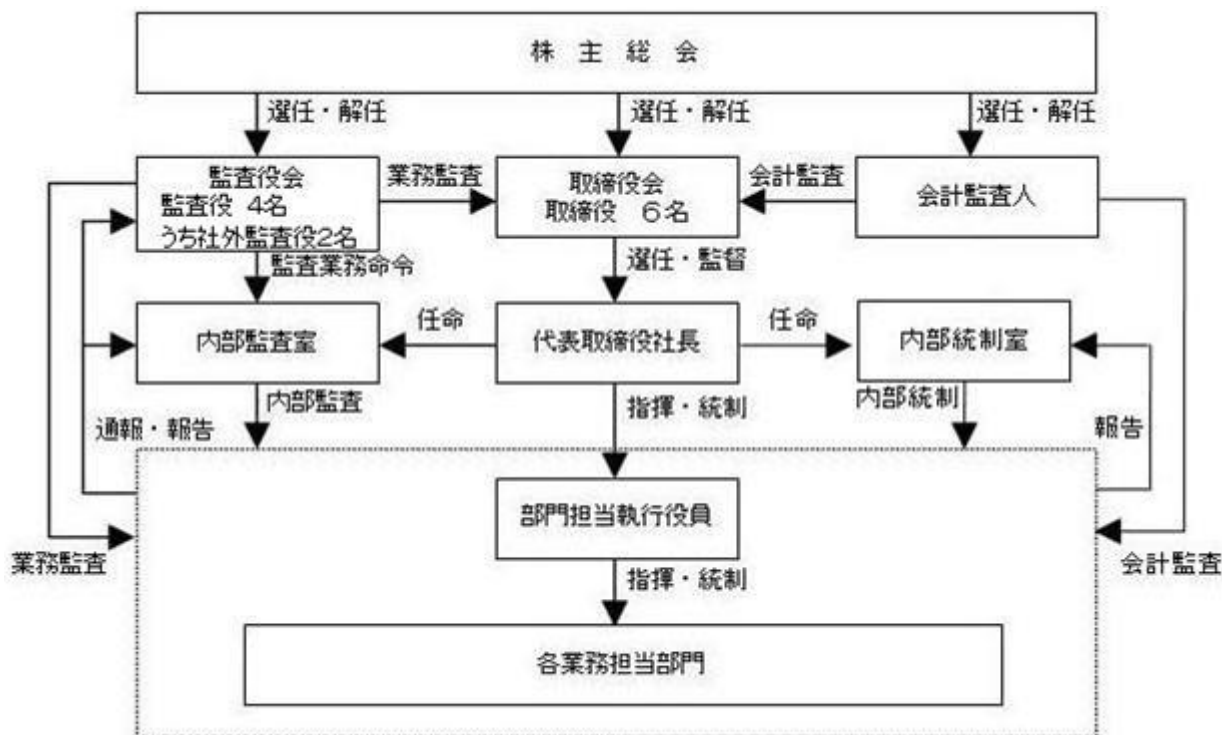 株主総会
選任・解任
選任・解任
選任・解任
監査役会
監査役 4名
うち社外監査役2名
業務監査
取締役会
取締役 6名
会計監査
会計監査人
監査業務命令
選任・監督
内部監査室
任命
代表取締役社長
任命
内部統制室
内部監査
指揮・統制
内部統制
通報・報告
報告
部門担当執行役員
業務監査
会計監査
指揮・統制
各業務担当部門